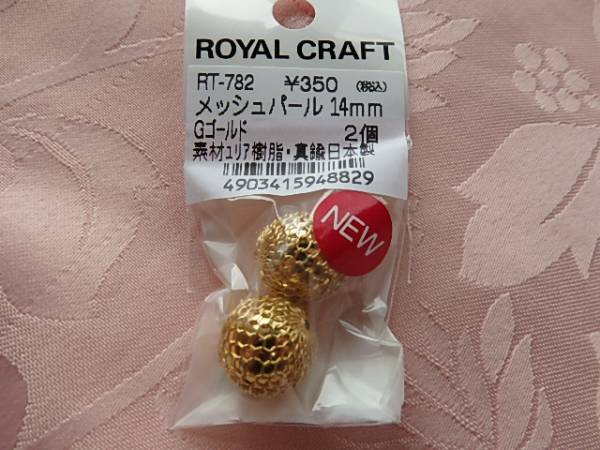 ROYAL CRAFT
RT-782 ¥350 (税込)
メッシュパール 14mm
Gゴールド 2個
素材ユリア樹脂・真鍮日本製
4903415948829
NEW